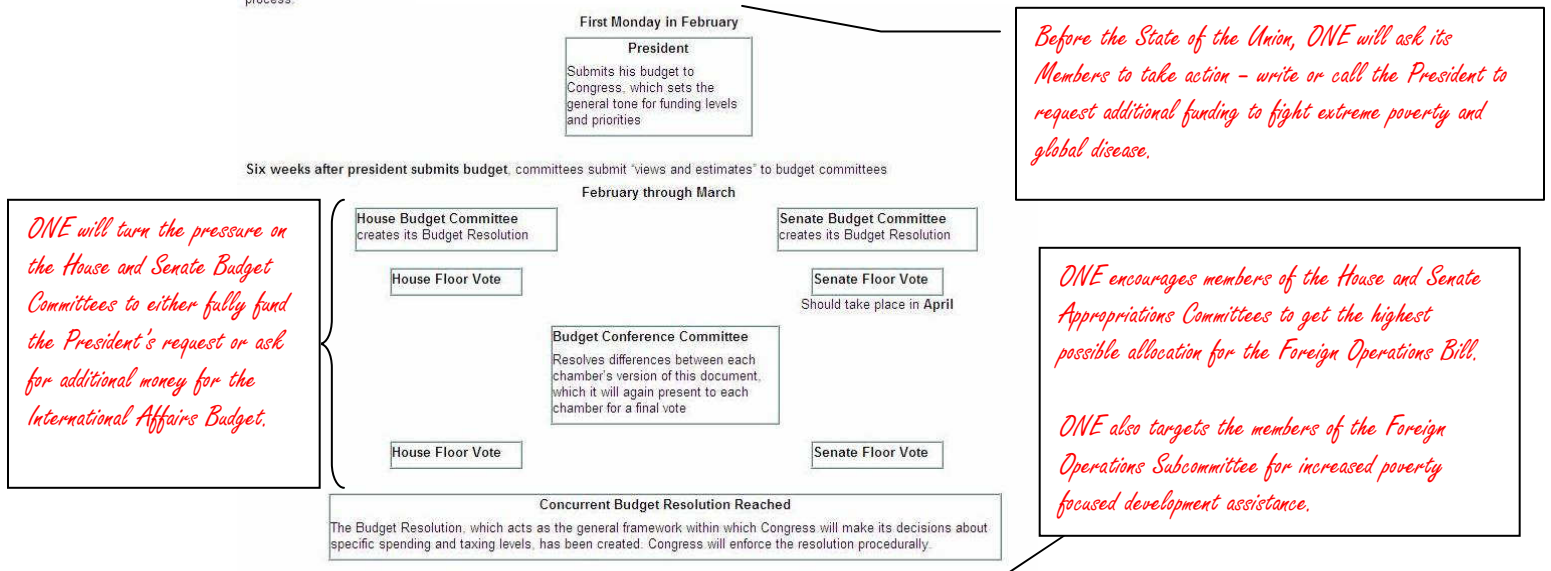 process.
First Monday in February
President
Submits his budget to
Congress, which sets the
general tone for funding levels
and priorities
Before the State of the Union, ONE will ask its
Members to take action – write or call the President to
request additional funding to fight extreme poverty and
global disease.
Six weeks after president submits budget, committees submit "views and estimates" to budget committees
February through March
ONE will turn the pressure on
the House and Senate Budget
Committees to either fully fund
the President's request or ask
for additional money for the
International Affairs Budget.
House Budget Committee
creates its Budget Resolution
Senate Budget Committee
creates its Budget Resolution
House Floor Vote
Senate Floor Vote
Should take place in April
Budget Conference Committee
Resolves differences between each
chamber's version of this document,
which it will again present to each
chamber for a final vote
House Floor Vote
Senate Floor Vote
ONE encourages members of the House and Senate
Appropriations Committees to get the highest
possible allocation for the Foreign Operations Bill.
ONE also targets the members of the Foreign
Operations Subcommittee for increased poverty
focused development assistance.
Concurrent Budget Resolution Reached
The Budget Resolution, which acts as the general framework within which Congress will make its decisions about
specific spending and taxing levels, has been created. Congress will enforce the resolution procedurally.